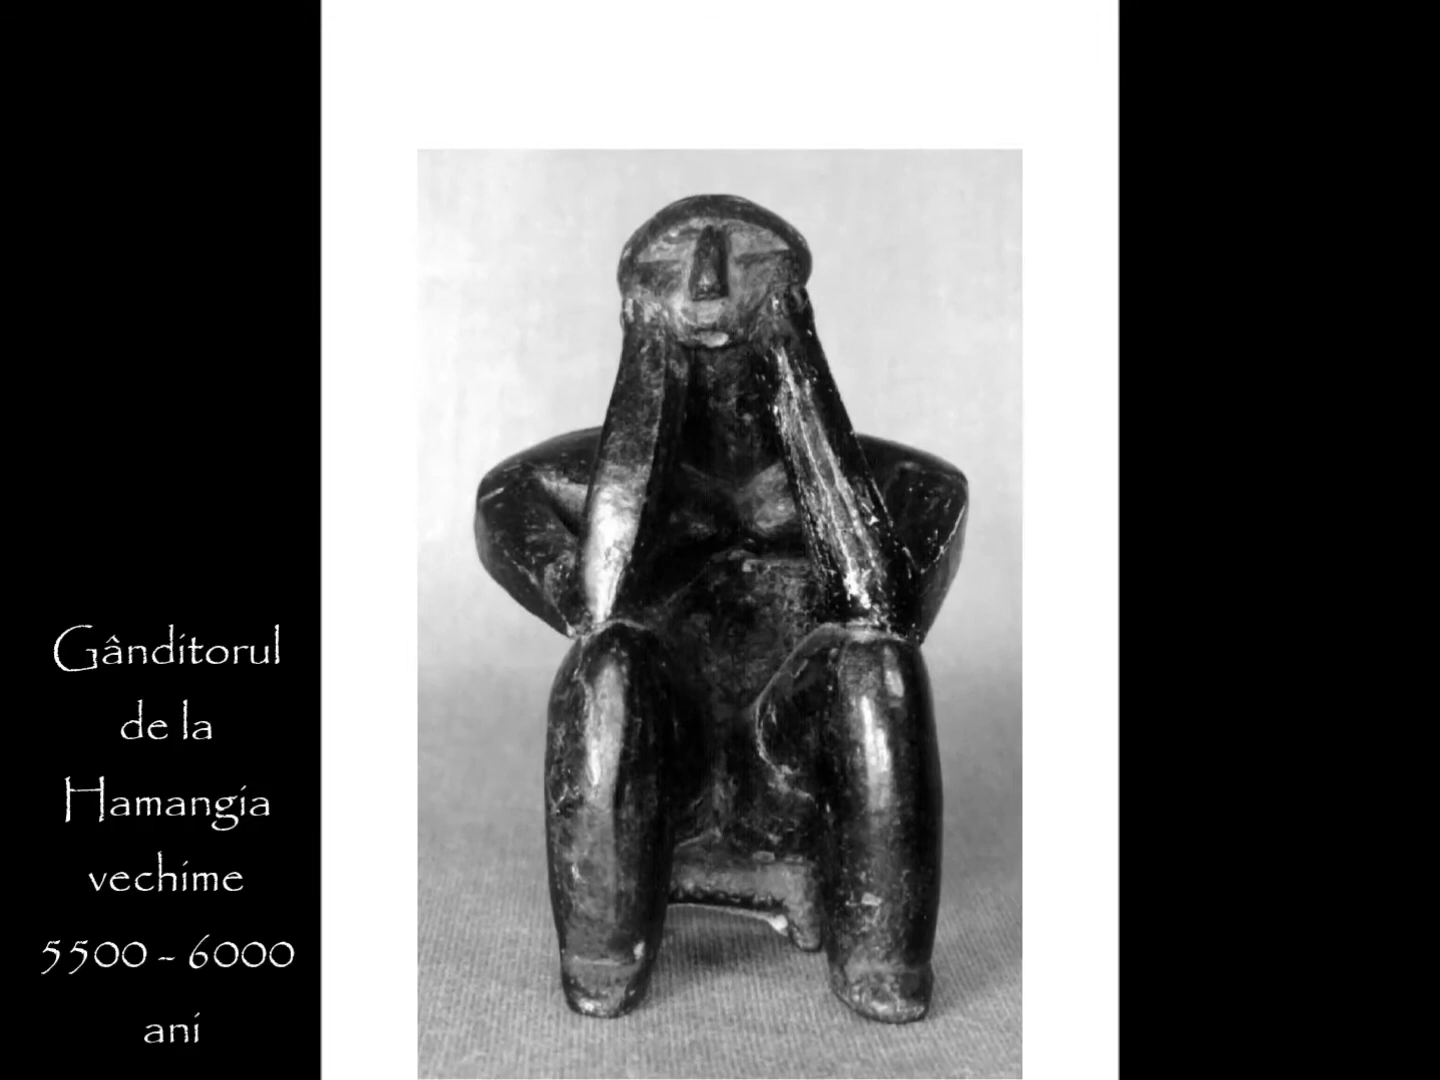 Gânditorul
de la
Hamangia
vechime
5500 - 6000
ani